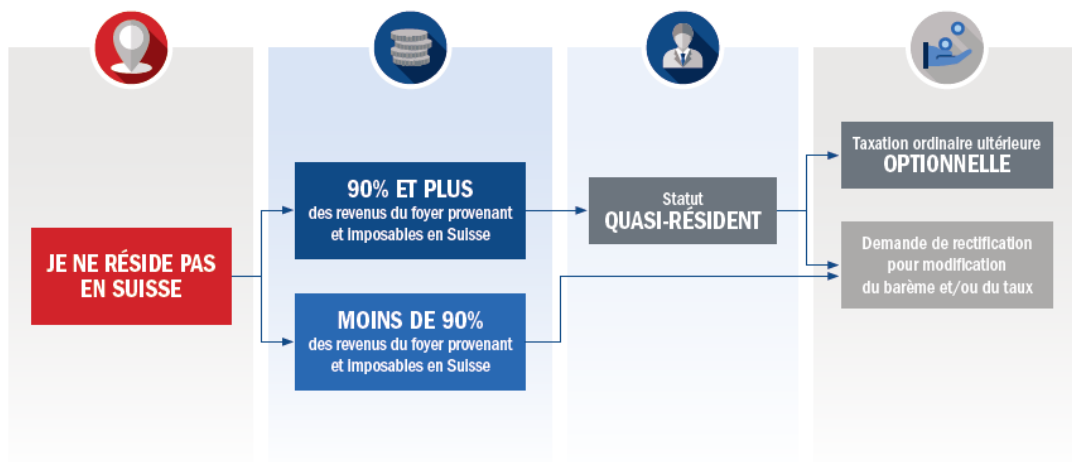 JE NE RÉSIDE PAS
EN SUISSE
90% ET PLUS
des revenus du foyer provenant
et imposables en Suisse
MOINS DE 90%
des revenus du foyer provenant
et imposables en Suisse
Statut
QUASI-RÉSIDENT
Taxation ordinaire ultérieure
OPTIONNELLE
Demande de rectification
pour modification
du barème et/ou du taux